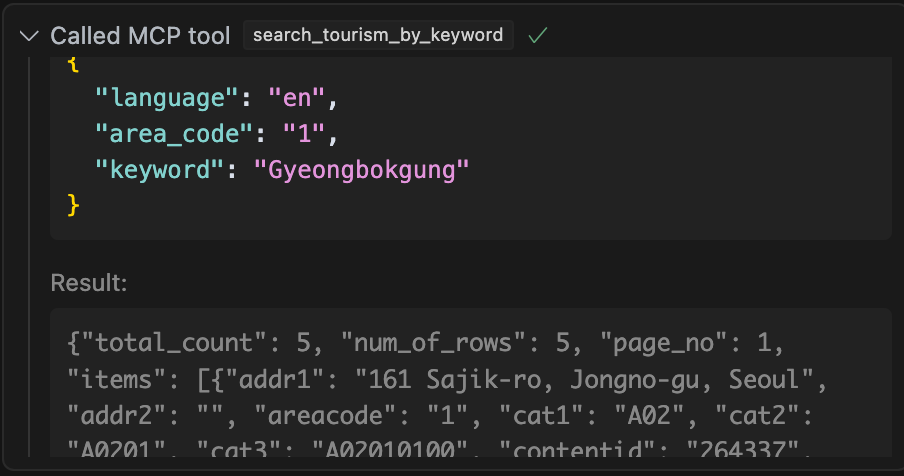 Called MCP tool search_tourism_by_keyword
{
"language": "en",
"area_code": "1",
"keyword": "Gyeongbokgung"
}
Result:
{"total_count": 5, "num_of_rows": 5, "page_no": 1,
"items": [{"addr1": "161 Sajik-ro, Jongno-gu, Seoul",
"addr2": "", "areacode": "1", "cat1": "A02", "cat2":
"A0201", "cat3": "A02010100", "contentid": "264337",